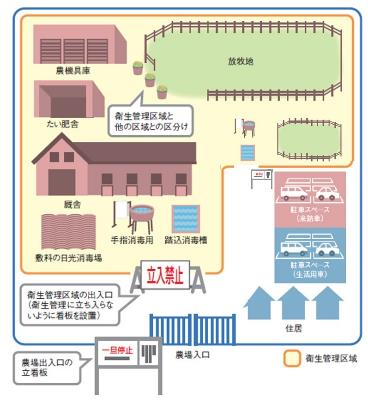 農機具庫
放牧地
たい肥舎
衛生管理区域と
他の区域との区分け
厩舎
手指消毒用
踏込消毒槽
敷料の日光消毒場
駐車スペース
(来訪車)
駐車スペース
(生活用車)
立入禁止
衛生管理区域の出入口
(衛生管理に立ち入らな
いように看板を設置)
住居
農場入口
一旦停止
農場出入口の
立看板
衛生管理区域